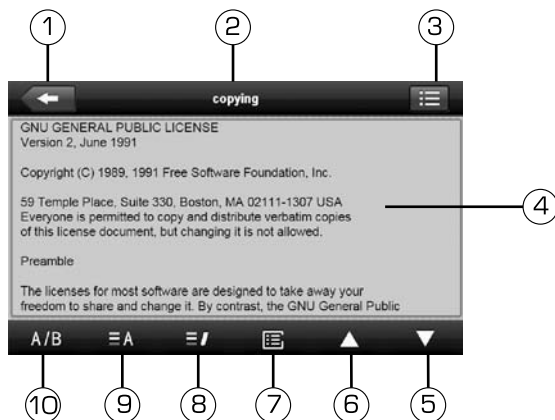 1 2 3
copying
GNU GENERAL PUBLIC LICENSE
Version 2, June 1991
Copyright (C) 1989, 1991 Free Software Foundation, Inc.
59 Temple Place, Suite 330, Boston, MA 02111-1307 USA
Everyone is permitted to copy and distribute verbatim copies
of this license document, but changing it is not allowed.
Preamble
The licenses for most software are designed to take away your
freedom to share and change it. By contrast, the GNU General Public
4
A/B A
10 9 8 7 6 5